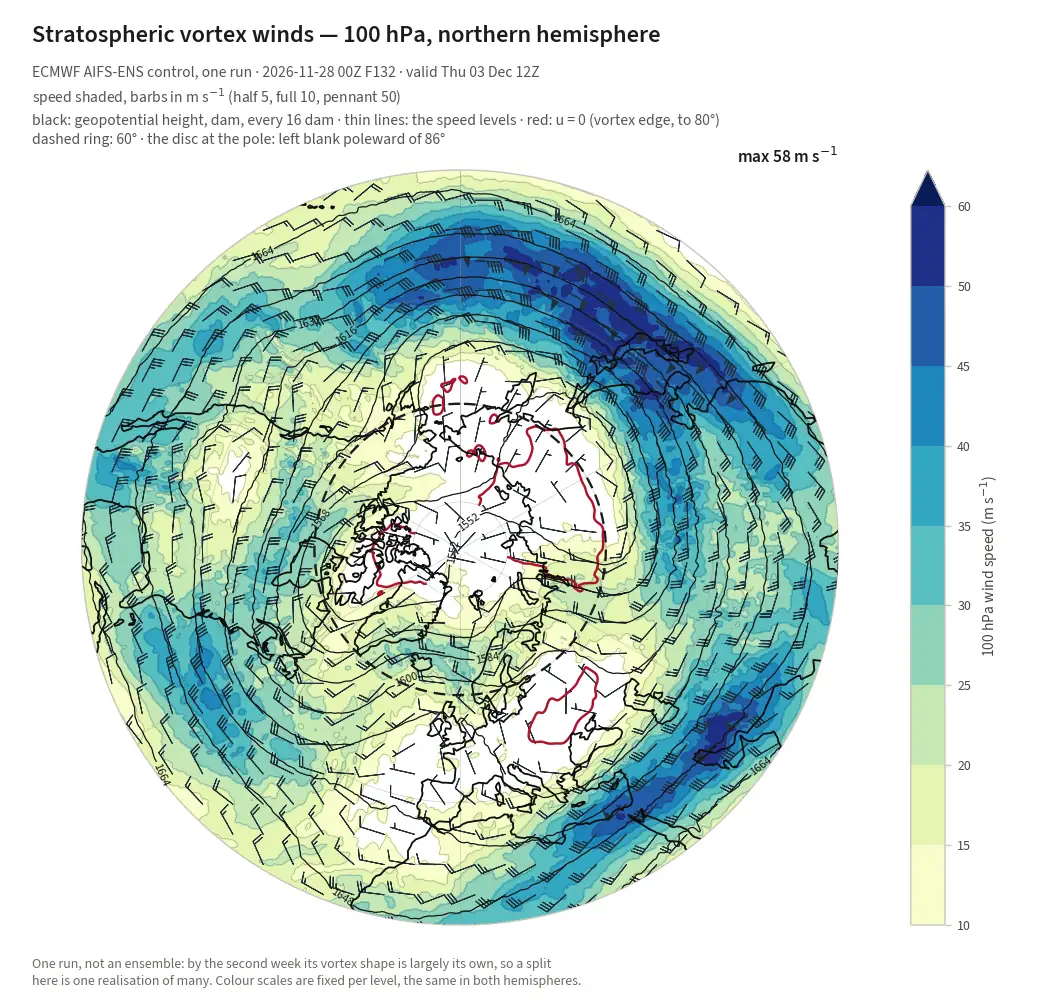 Stratospheric vortex winds — 100 hPa, northern hemisphere
ECMWF AIFS-ENS control, one run · 2026-11-28 00Z F132 · valid Thu 03 Dec 12Z
speed shaded, barbs in m s⁻¹ (half 5, full 10, pennant 50)
black: geopotential height, dam, every 16 dam · thin lines: the speed levels · red: u = 0 (vortex edge, to 80°)
dashed ring: 60° · the disc at the pole: left blank poleward of 86°
max 58 m s⁻¹
60
50
45
40
35
30
25
20
15
10
100 hPa wind speed (m s⁻¹)
1664
1664
1616
1552
1584
1600
1664
1664
One run, not an ensemble: by the second week its vortex shape is largely its own, so a split
here is one realisation of many. Colour scales are fixed per level, the same in both hemispheres.